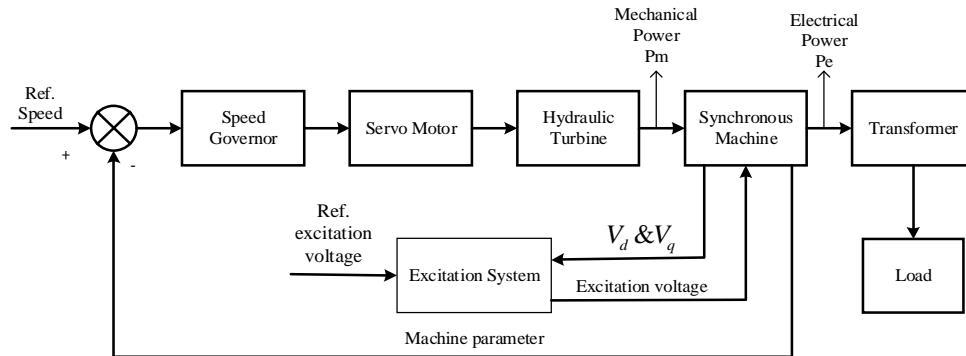 Mechanical
Power
Pm
Electrical
Power
Pe
Ref.
Speed
+
-
Speed
Governor
Servo Motor
Hydraulic
Turbine
Synchronous
Machine
Transformer
Ref.
excitation
voltage
Excitation System
V_d & V_q
Excitation voltage
Load
Machine parameter